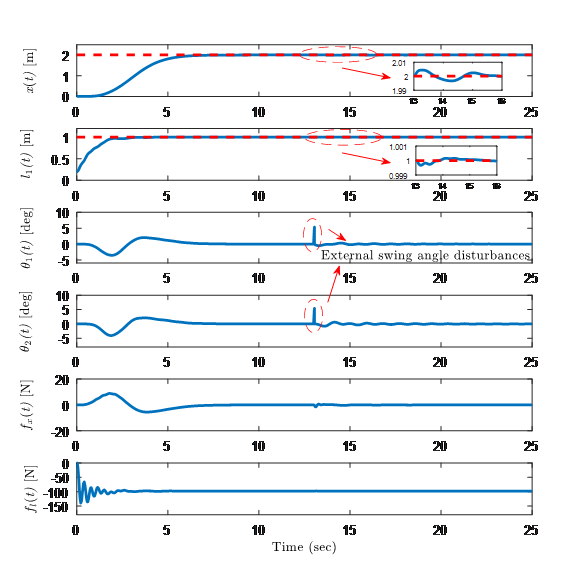 x(t) [m]
2
1
0
2.01
2
1.99
13 14 15 16
0 5 10 15 20 25
l₁(t) [m]
1
0.5
0
1.001
1
0.999
13 14 15 16
0 5 10 15 20 25
θ₁(t) [deg]
10
5
0
-5
External swing angle disturbances
0 5 10 15 20 25
θ₂(t) [deg]
10
5
0
-5
0 5 10 15 20 25
fₓ(t) [N]
20
0
-20
0 5 10 15 20 25
fₗ(t) [N]
0
-50
-100
-150
0 5 10 15 20 25
Time (sec)